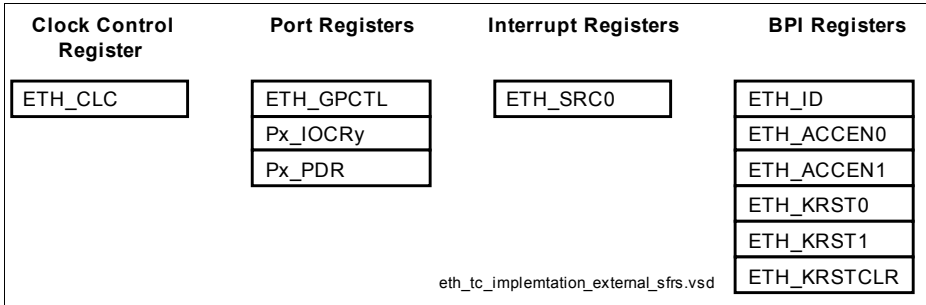 Clock Control
Register
Port Registers
Interrupt Registers
BPI Registers
ETH_CLC
ETH_GPCTL
Px_IOCRy
Px_PDR
ETH_SRC0
ETH_ID
ETH_ACCEN0
ETH_ACCEN1
ETH_KRST0
ETH_KRST1
ETH_KRSTCLR
eth_tc_implemtation_external_sfrs.vsd